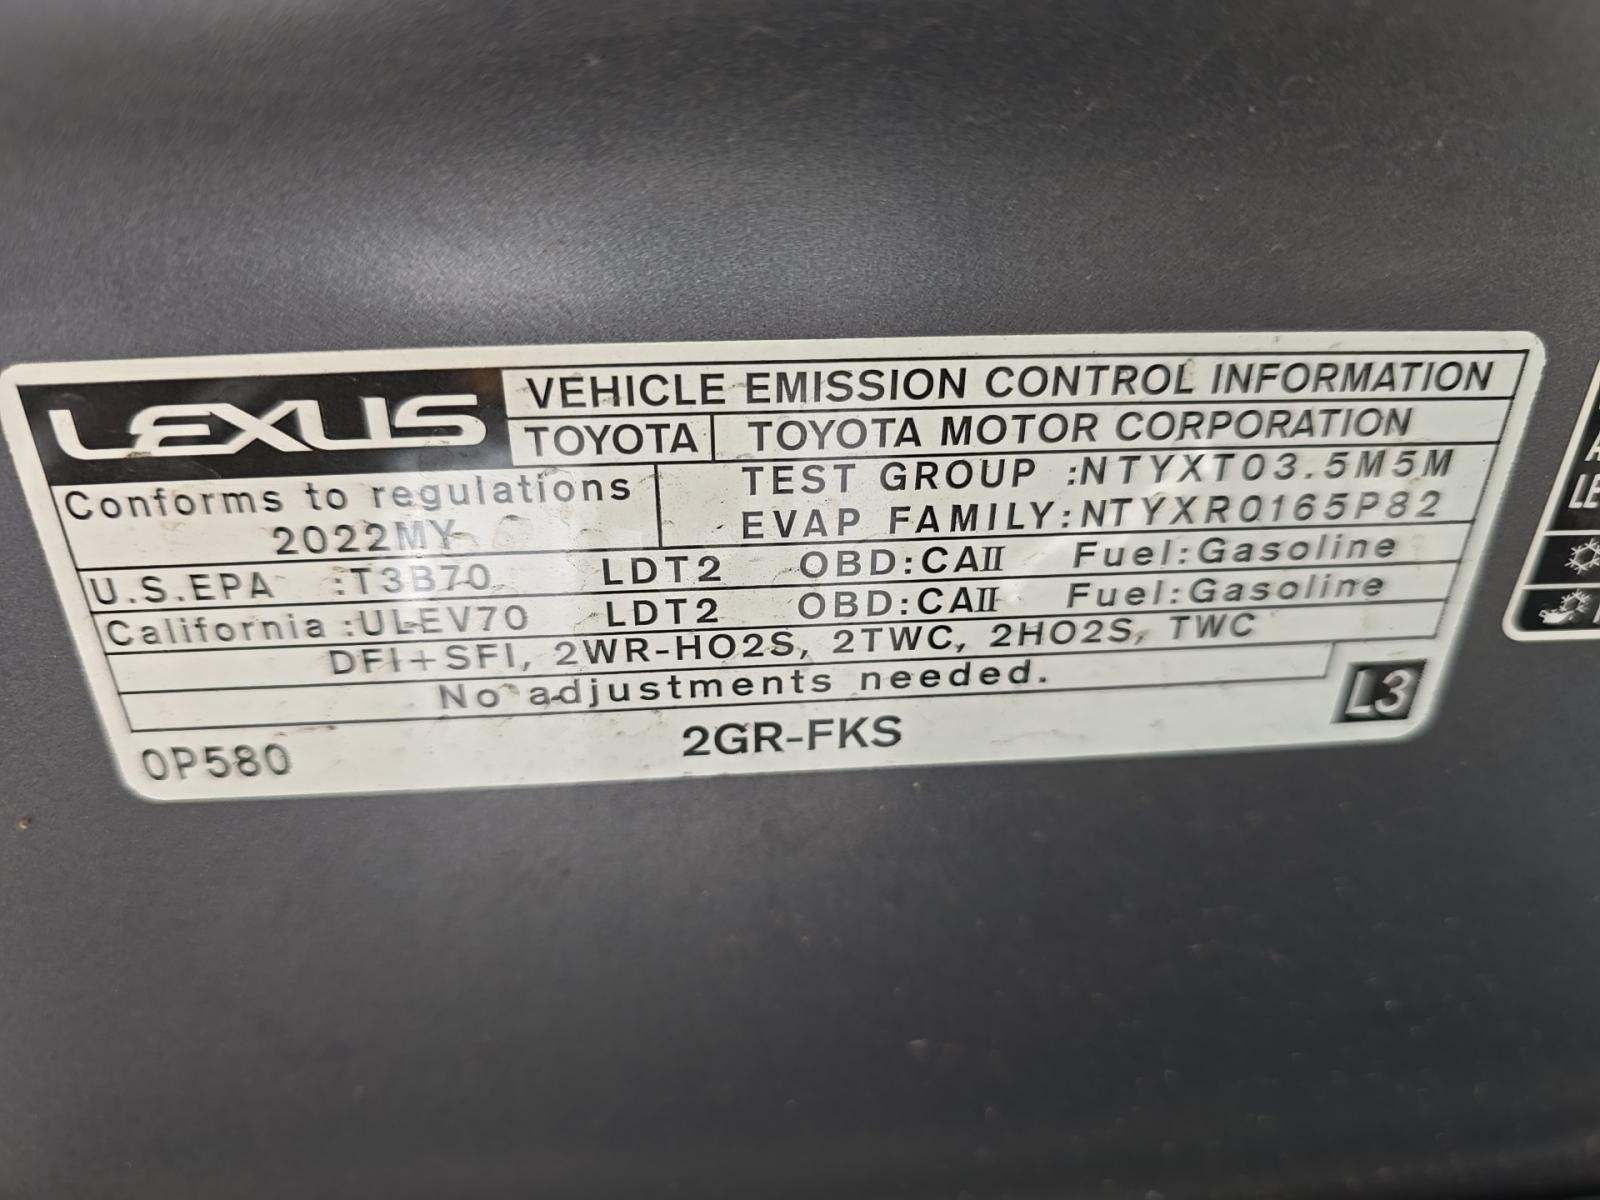 LEXUS
VEHICLE EMISSION CONTROL INFORMATION
TOYOTA TOYOTA MOTOR CORPORATION
Conforms to regulations
2022MY
TEST GROUP :NTYXT03.5M5M
EVAP FAMILY:NTYXR0165P82
U.S.EPA :T3B70 LDT2 OBD:CAII Fuel:Gasoline
California :ULEV70 LDT2 OBD:CAII Fuel:Gasoline
DFI+SFI, 2WR-HO2S, 2TWC, 2HO2S, TWC
No adjustments needed.
L3
0P580 2GR-FKS
LE